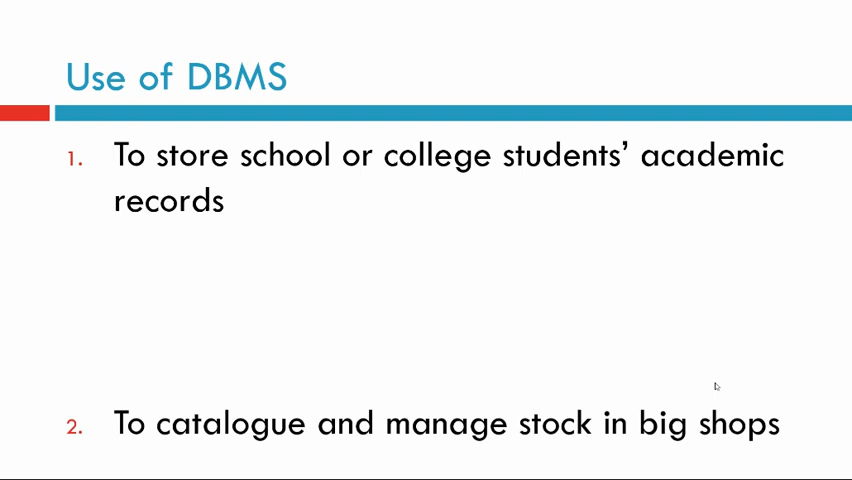 Use of DBMS
1. To store school or college students’ academic
records
2. To catalogue and manage stock in big shops